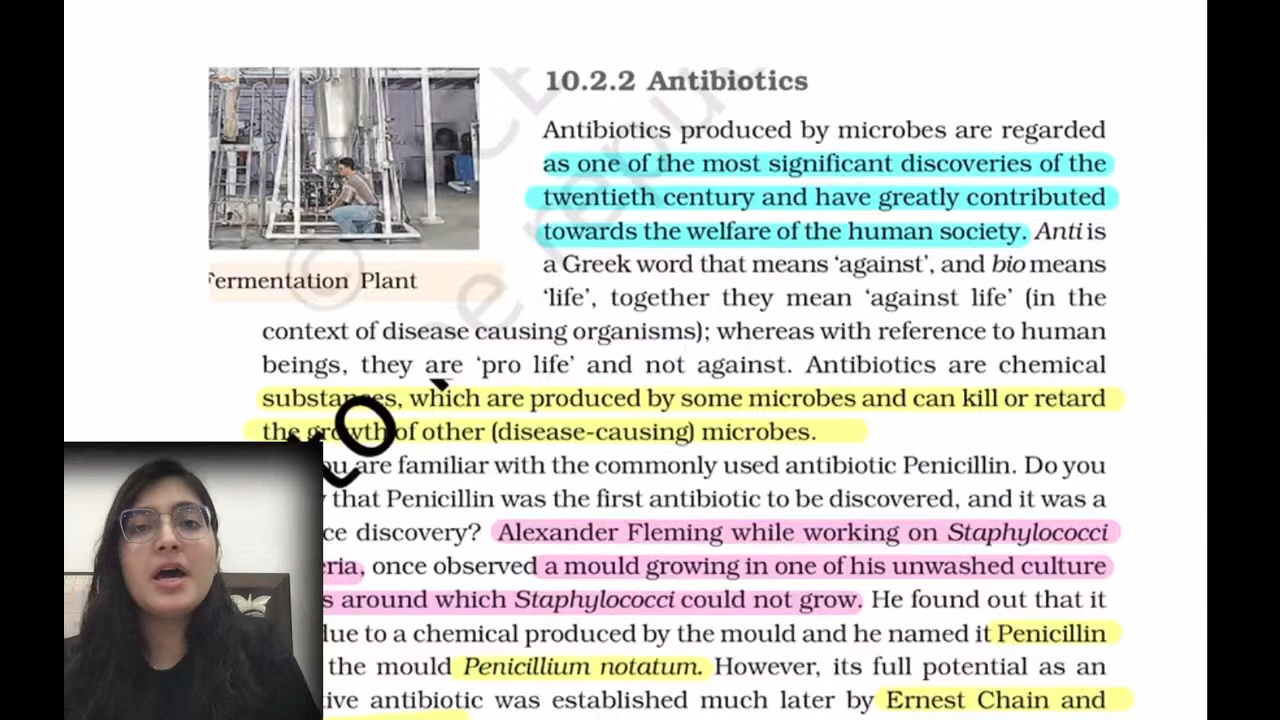 10.2.2 Antibiotics
Antibiotics produced by microbes are regarded
as one of the most significant discoveries of the
twentieth century and have greatly contributed
towards the welfare of the human society. Anti is
a Greek word that means ‘against’, and bio means
‘life’, together they mean ‘against life’ (in the
Fermentation Plant
context of disease causing organisms); whereas with reference to human
beings, they are ‘pro life’ and not against. Antibiotics are chemical
substances, which are produced by some microbes and can kill or retard
the growth of other (disease-causing) microbes.
you are familiar with the commonly used antibiotic Penicillin. Do you
that Penicillin was the first antibiotic to be discovered, and it was a
ce discovery? Alexander Fleming while working on Staphylococci
eria, once observed a mould growing in one of his unwashed culture
s around which Staphylococci could not grow. He found out that it
due to a chemical produced by the mould and he named it Penicillin
the mould Penicillium notatum. However, its full potential as an
tive antibiotic was established much later by Ernest Chain and